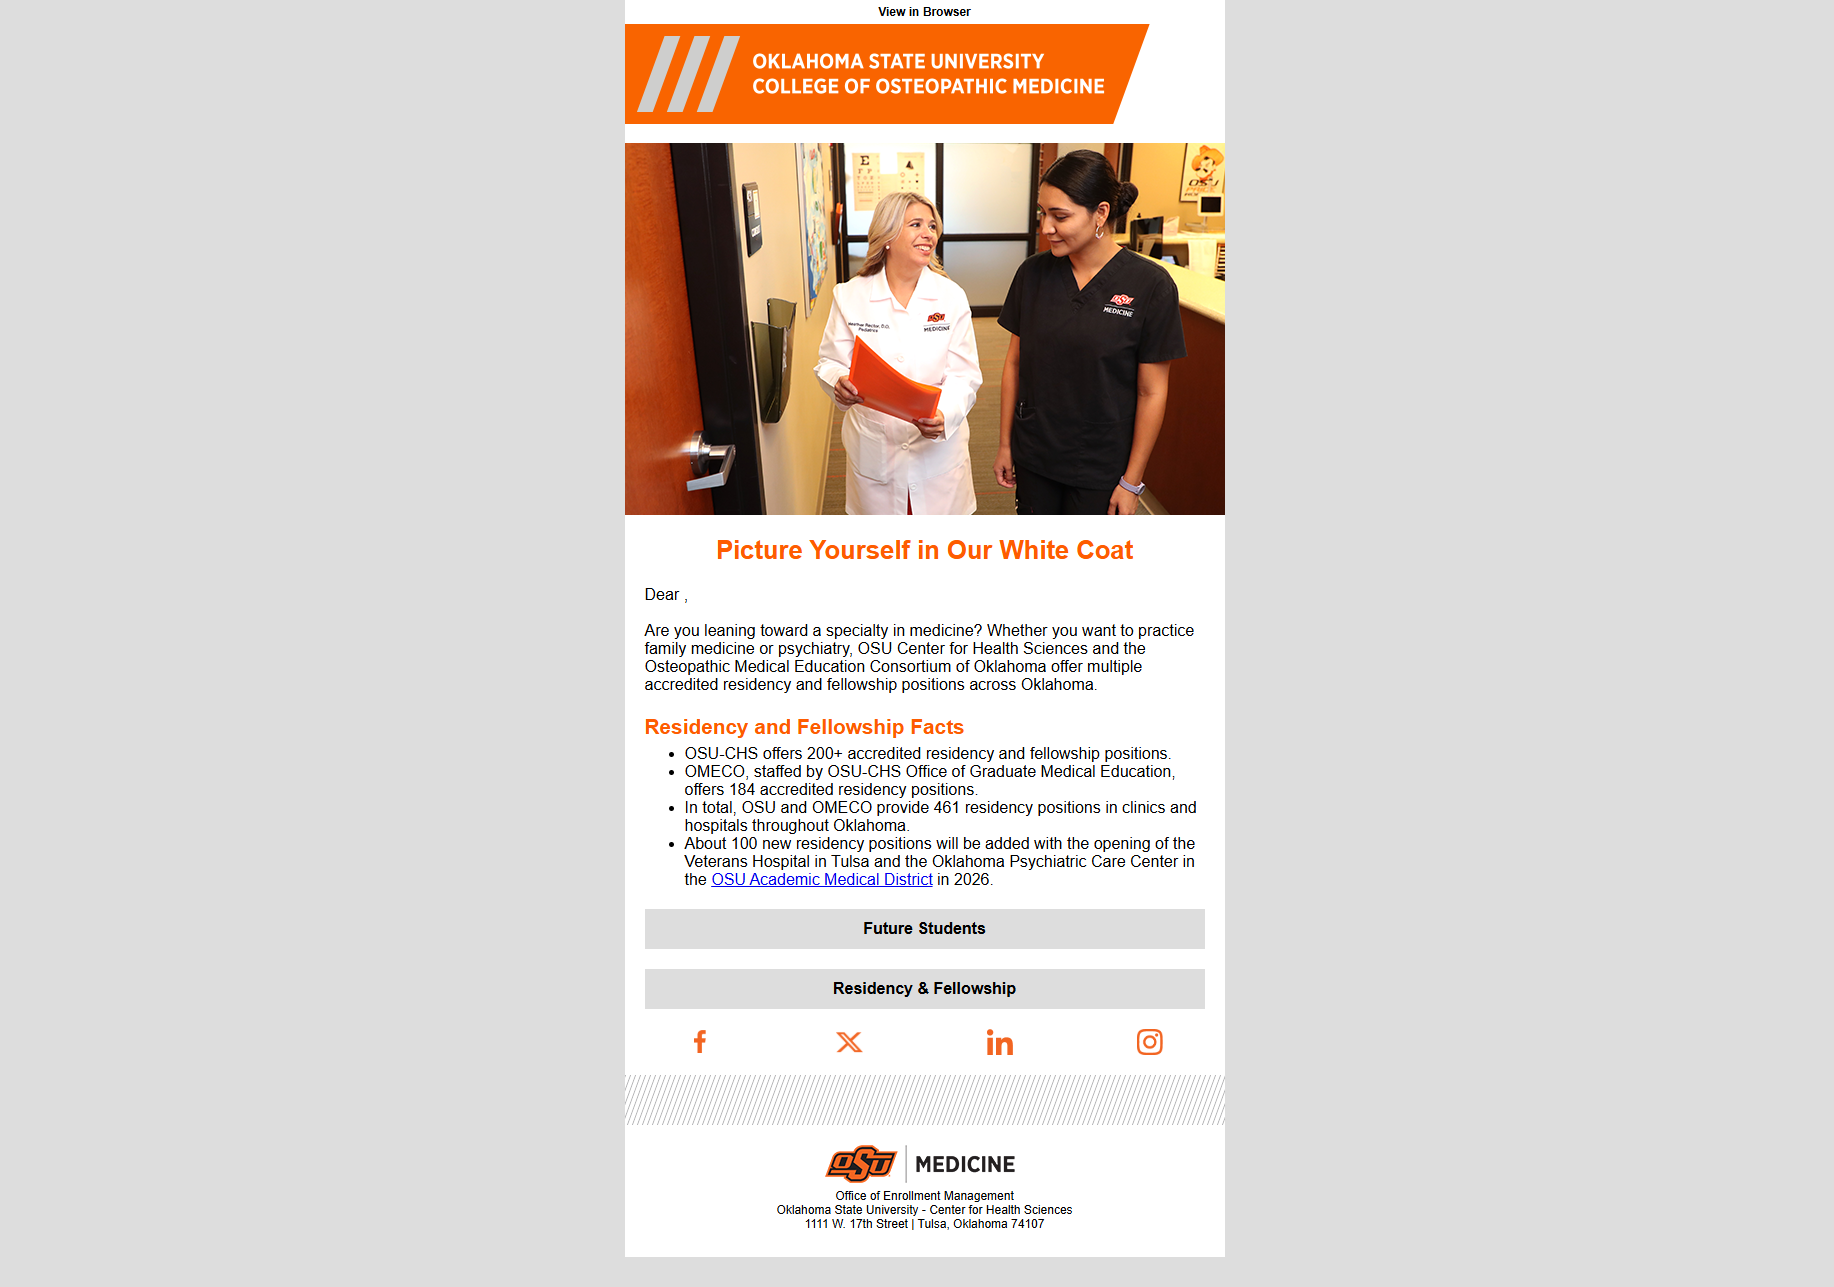 View in Browser
OKLAHOMA STATE UNIVERSITY
COLLEGE OF OSTEOPATHIC MEDICINE
E
OSU
Heather Rector, D.O.
Pediatrics
OSU
MEDICINE
OSU
MEDICINE
Picture Yourself in Our White Coat
Dear ,
Are you leaning toward a specialty in medicine? Whether you want to practice
family medicine or psychiatry, OSU Center for Health Sciences and the
Osteopathic Medical Education Consortium of Oklahoma offer multiple
accredited residency and fellowship positions across Oklahoma.
Residency and Fellowship Facts
• OSU-CHS offers 200+ accredited residency and fellowship positions.
• OMECO, staffed by OSU-CHS Office of Graduate Medical Education,
offers 184 accredited residency positions.
• In total, OSU and OMECO provide 461 residency positions in clinics and
hospitals throughout Oklahoma.
• About 100 new residency positions will be added with the opening of the
Veterans Hospital in Tulsa and the Oklahoma Psychiatric Care Center in
the OSU Academic Medical District in 2026.
Future Students
Residency & Fellowship
OSU MEDICINE
Office of Enrollment Management
Oklahoma State University - Center for Health Sciences
1111 W. 17th Street | Tulsa, Oklahoma 74107